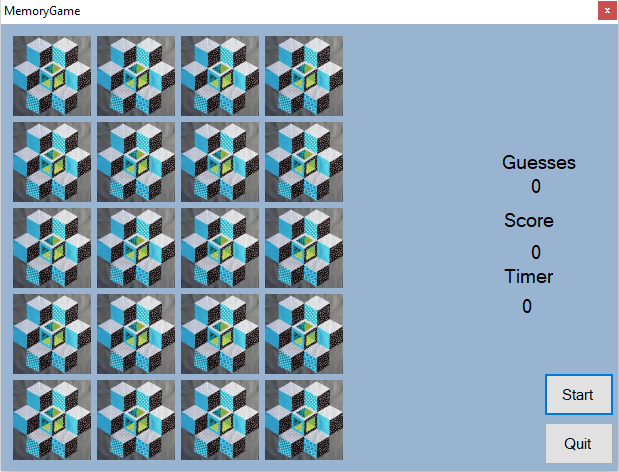 MemoryGame
x
Guesses
0
Score
0
Timer
0
Start
Quit